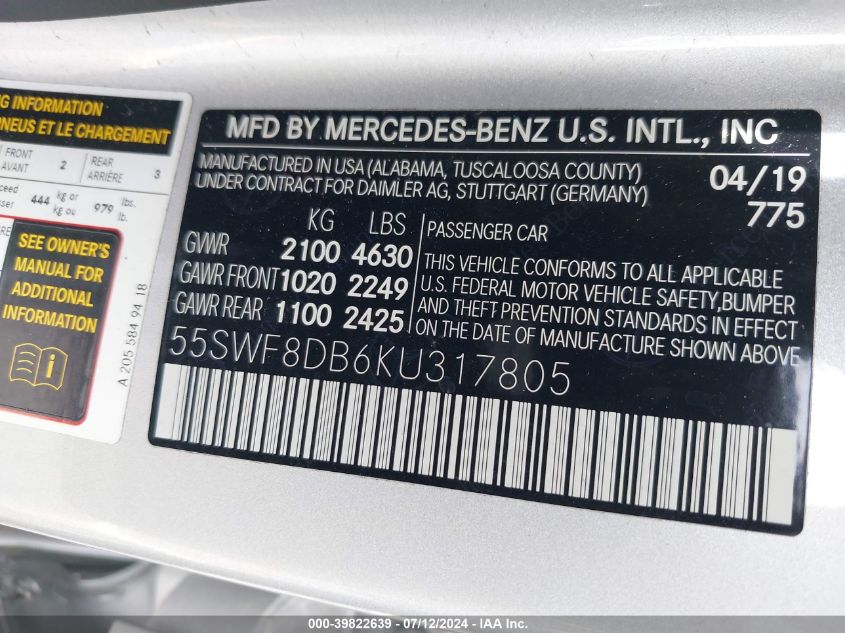 NG INFORMATION
PNEUS ET LE CHARGEMENT
FRONT
AVANT
2
REAR
ARRIÈRE
3
444
kg or
kg ou
979
lbs.
lb.
SEE OWNER'S
MANUAL FOR
ADDITIONAL
INFORMATION
A 205 584 94 18
MFD BY MERCEDES-BENZ U.S. INTL., INC
MANUFACTURED IN USA (ALABAMA, TUSCALOOSA COUNTY)
UNDER CONTRACT FOR DAIMLER AG, STUTTGART (GERMANY)
04/19
775
KG LBS
GVWR 2100 4630
GAWR FRONT 1020 2249
GAWR REAR 1100 2425
PASSENGER CAR
THIS VEHICLE CONFORMS TO ALL APPLICABLE
U.S. FEDERAL MOTOR VEHICLE SAFETY,BUMPER
AND THEFT PREVENTION STANDARDS IN EFFECT
ON THE DATE OF MANUFACTURE SHOWN ABOVE
55SWF8DB6KU317805
000-39822639 - 07/12/2024 - IAA Inc.